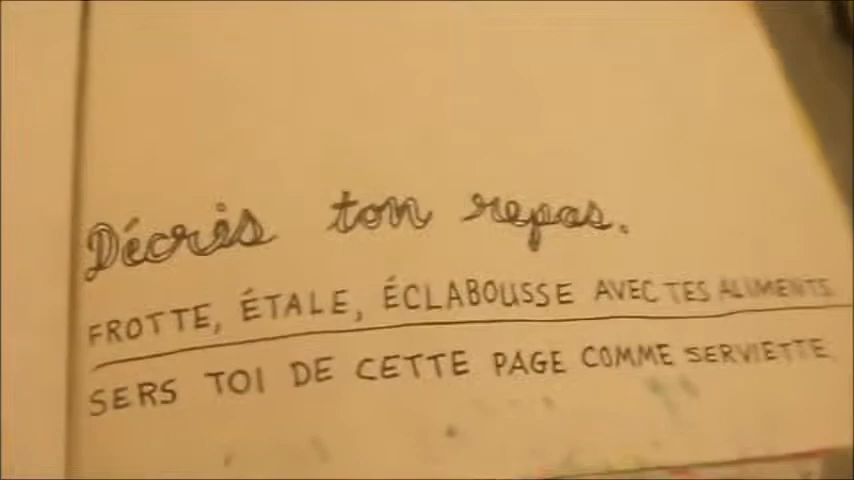 Décris ton repas.
FROTTE, ÉTALE, ÉCLABOUSSE AVEC TES ALIMENTS.
SERS TOI DE CETTE PAGE COMME SERVIETTE.